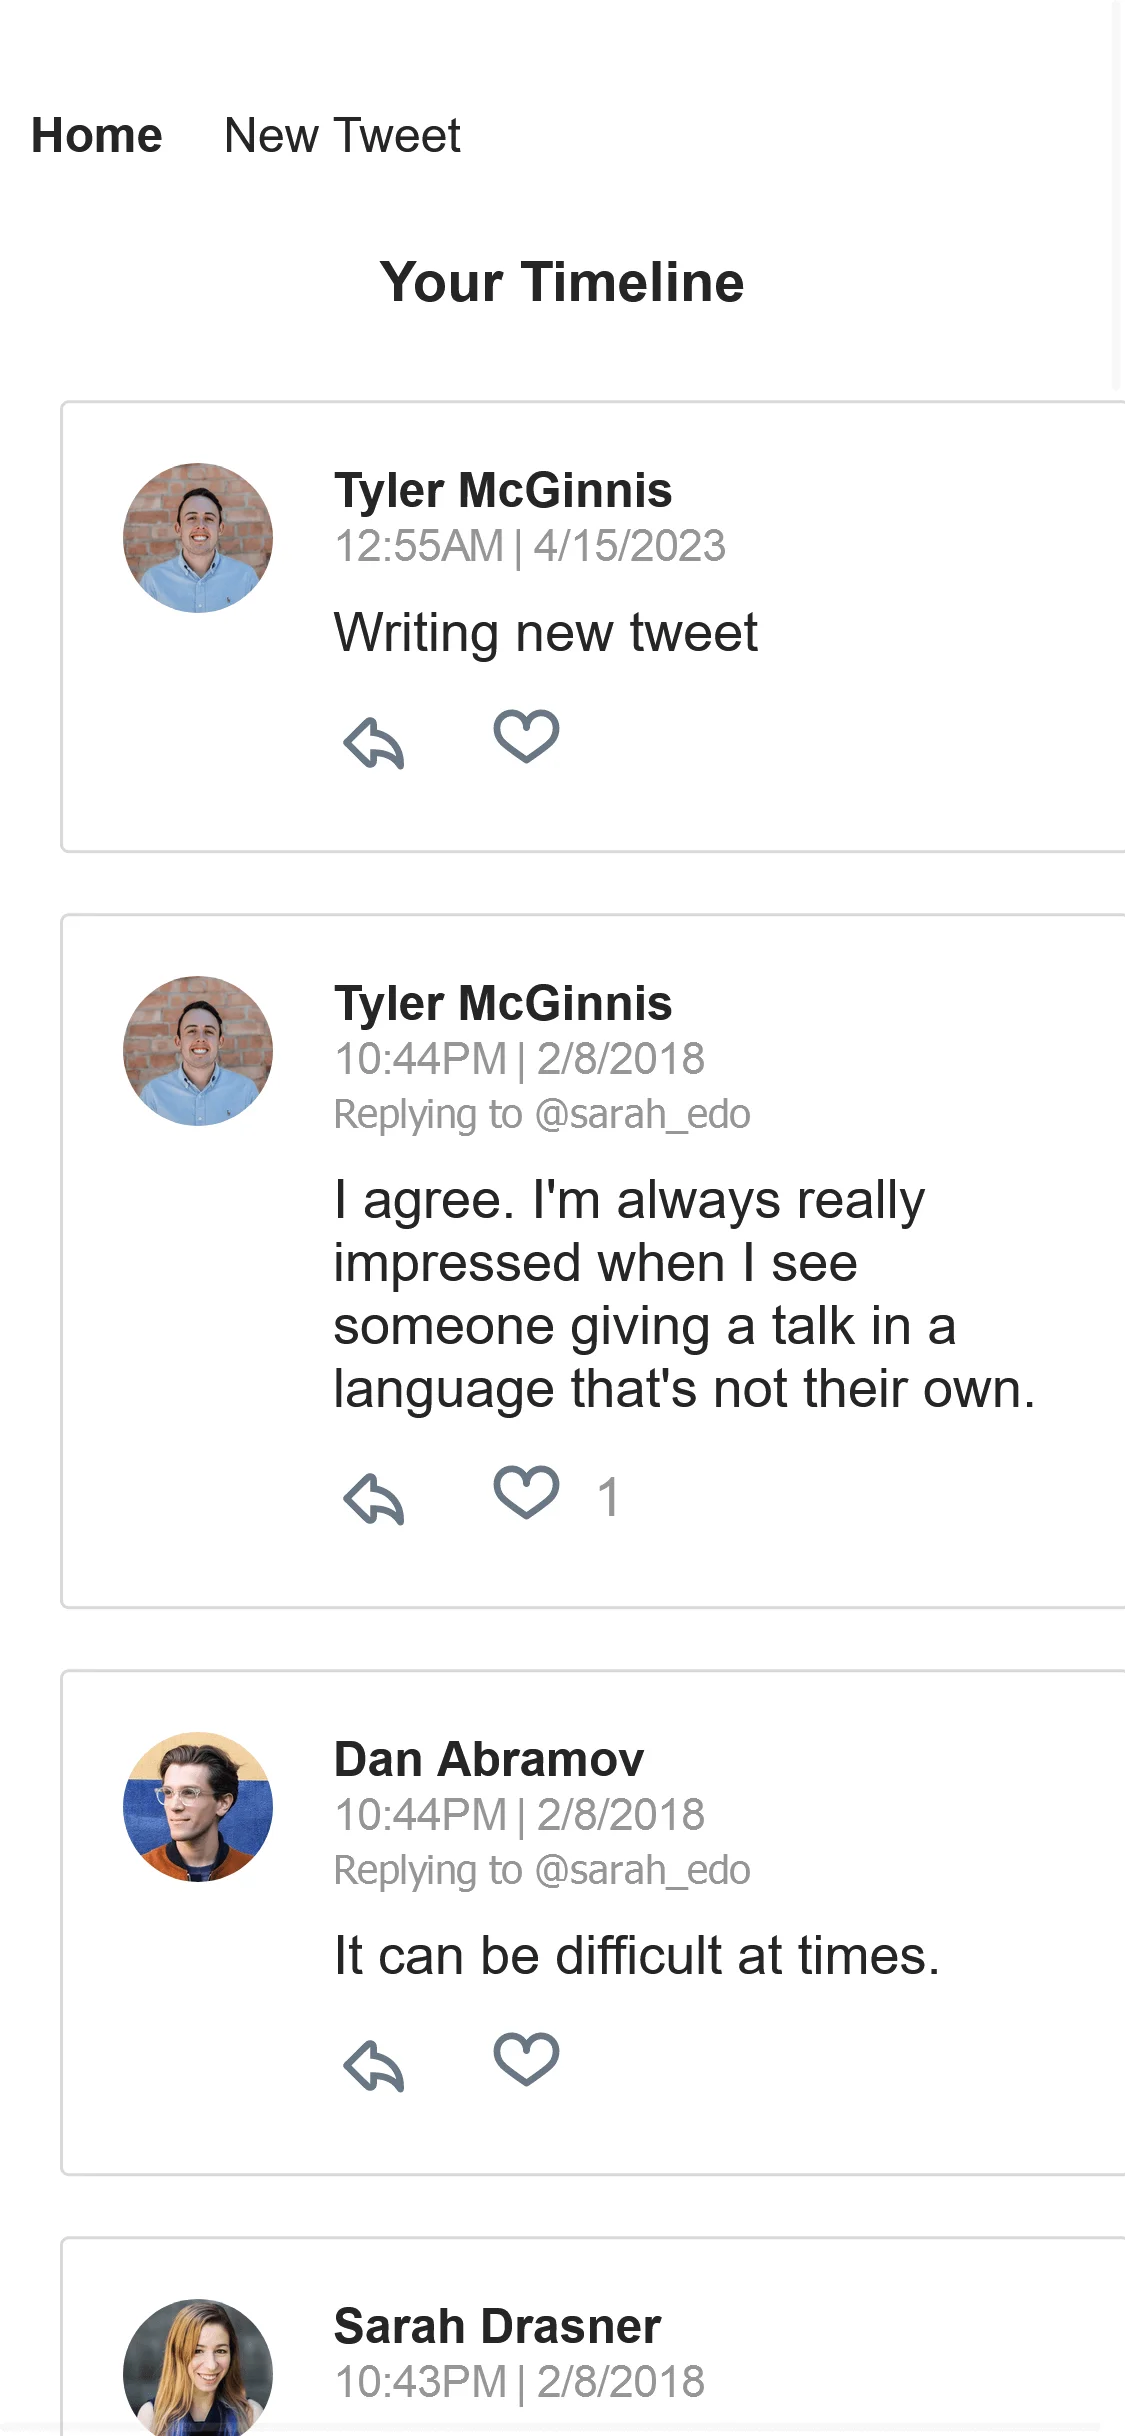 Home New Tweet
Your Timeline
Tyler McGinnis
12:55AM | 4/15/2023
Writing new tweet
Tyler McGinnis
10:44PM | 2/8/2018
Replying to @sarah_edo
I agree. I'm always really
impressed when I see
someone giving a talk in a
language that's not their own.
1
Dan Abramov
10:44PM | 2/8/2018
Replying to @sarah_edo
It can be difficult at times.
Sarah Drasner
10:43PM | 2/8/2018